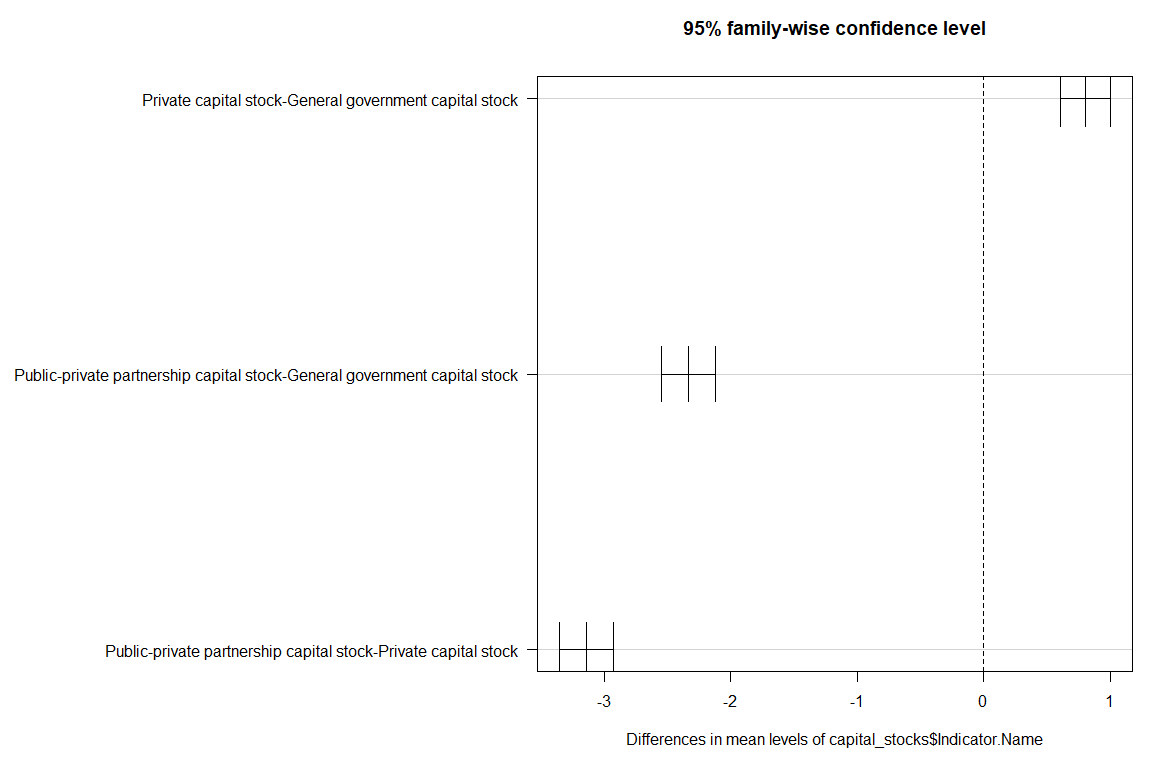 95% family-wise confidence level
Private capital stock-General government capital stock
Public-private partnership capital stock-General government capital stock
Public-private partnership capital stock-Private capital stock
-3 -2 -1 0 1
Differences in mean levels of capital_stocks$Indicator.Name